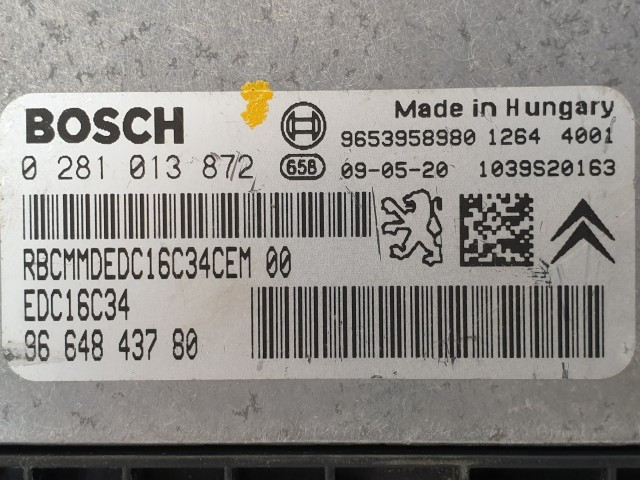 BOSCH
Made in Hungary
9653958980 1264 4001
0 281 013 872
658
09-05-20 1039S20163
RBCMMDEDC16C34CEM 00
EDC16C34
96 648 437 80